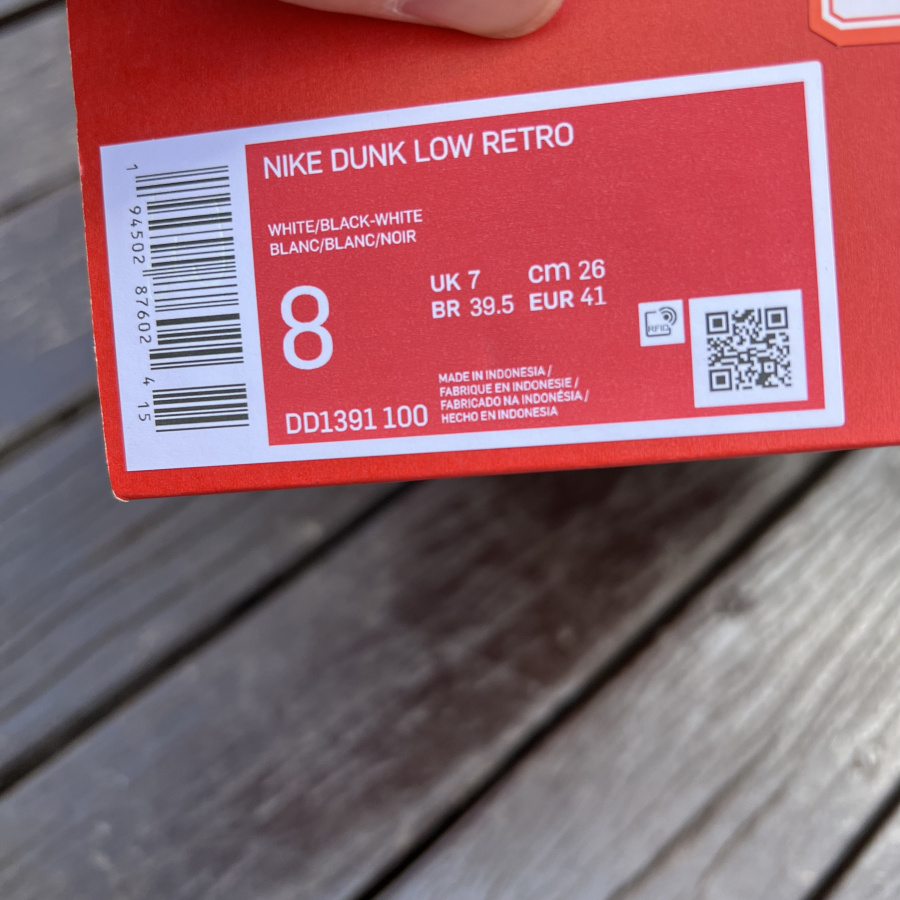 NIKE DUNK LOW RETRO
WHITE/BLACK-WHITE
BLANC/BLANC/NOIR
8
UK 7 cm 26
BR 39.5 EUR 41
RFID
MADE IN INDONESIA /
FABRIQUE EN INDONESIE /
FABRICADO NA INDONÉSIA /
HECHO EN INDONESIA
DD1391 100
1 94502 87602 4 15